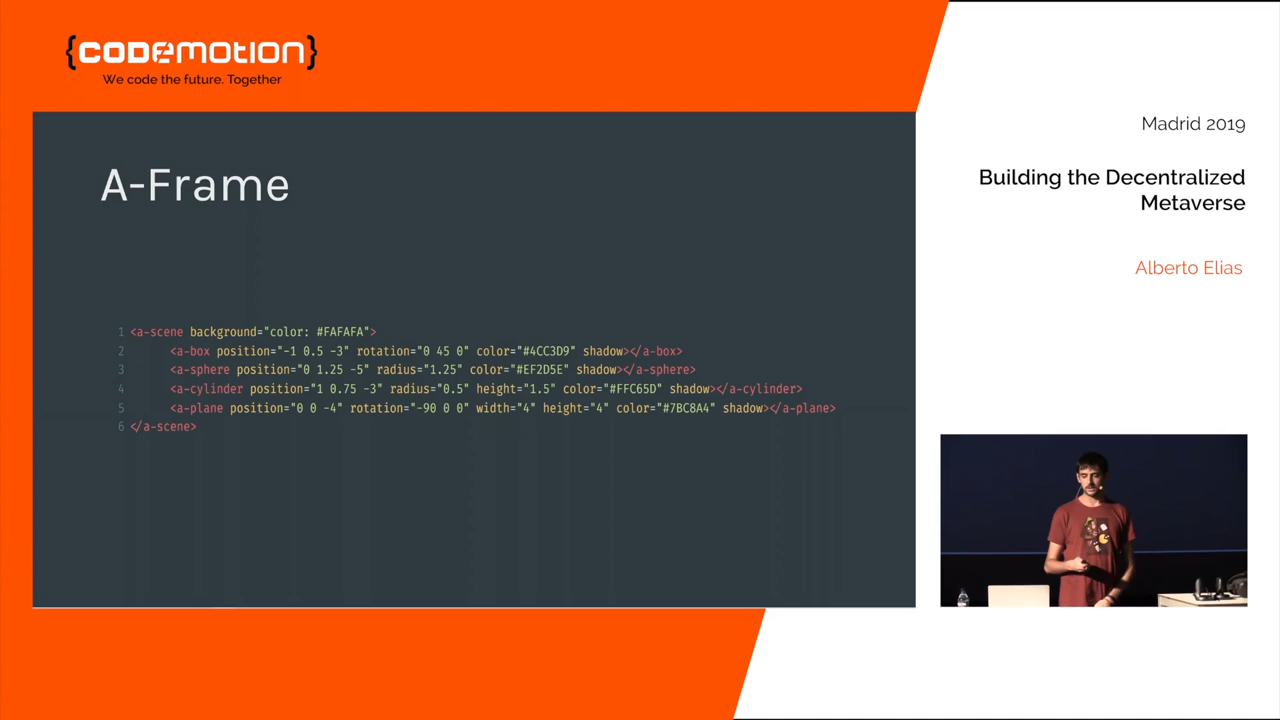 {CODEMOTION}
We code the future. Together
A-Frame
1 <a-scene background="color: #FAFAFA">
2 <a-box position="-1 0.5 -3" rotation="0 45 0" color="#4CC3D9" shadow></a-box>
3 <a-sphere position="0 1.25 -5" radius="1.25" color="#EF2D5E" shadow></a-sphere>
4 <a-cylinder position="1 0.75 -3" radius="0.5" height="1.5" color="#FFC65D" shadow></a-cylinder>
5 <a-plane position="0 0 -4" rotation="-90 0 0" width="4" height="4" color="#7BC8A4" shadow></a-plane>
6 </a-scene>
Madrid 2019
Building the Decentralized
Metaverse
Alberto Elias